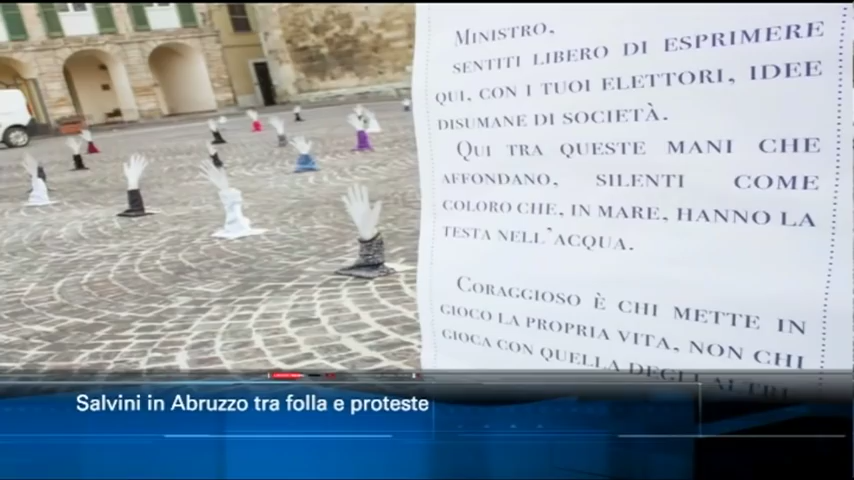 Ministro,
sentiti libero di esprimere
qui, con i tuoi elettori, idee
disumane di società.
Qui tra queste mani che
affondano, silenti come
coloro che, in mare, hanno la
testa nell'acqua.
Coraggioso è chi mette in
gioco la propria vita, non chi
gioca con quella degli altri
Salvini in Abruzzo tra folla e proteste